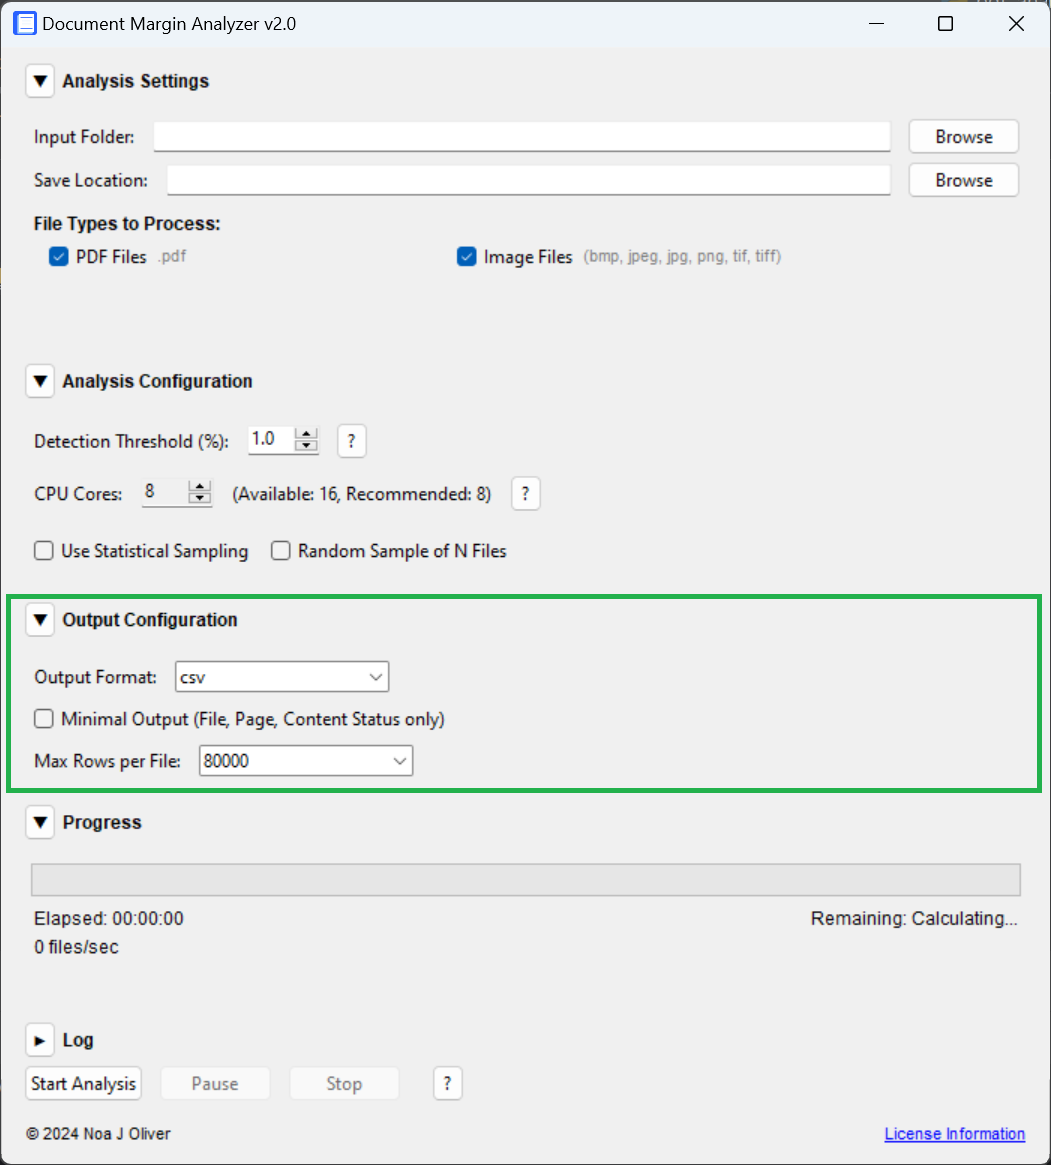 Document Margin Analyzer v2.0
Analysis Settings
Input Folder: Browse
Save Location: Browse
File Types to Process:
PDF Files .pdf Image Files (bmp, jpeg, jpg, png, tif, tiff)
Analysis Configuration
Detection Threshold (%): 1.0 ?
CPU Cores: 8 (Available: 16, Recommended: 8) ?
Use Statistical Sampling Random Sample of N Files
Output Configuration
Output Format: csv
Minimal Output (File, Page, Content Status only)
Max Rows per File: 80000
Progress
Elapsed: 00:00:00 Remaining: Calculating...
0 files/sec
Log
Start Analysis Pause Stop ?
© 2024 Noa J Oliver License Information